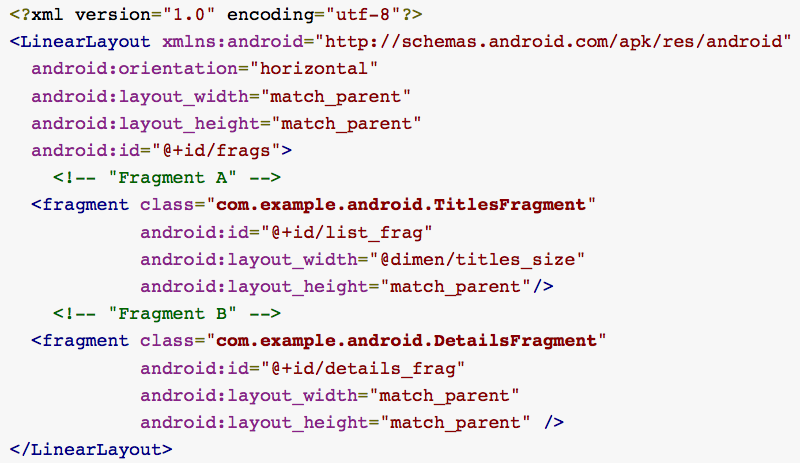 <?xml version="1.0" encoding="utf-8"?>
<LinearLayout xmlns:android="http://schemas.android.com/apk/res/android"
  android:orientation="horizontal"
  android:layout_width="match_parent"
  android:layout_height="match_parent"
  android:id="@+id/frags">
    <!-- "Fragment A" -->
  <fragment class="com.example.android.TitlesFragment"
            android:id="@+id/list_frag"
            android:layout_width="@dimen/titles_size"
            android:layout_height="match_parent"/>
    <!-- "Fragment B" -->
  <fragment class="com.example.android.DetailsFragment"
            android:id="@+id/details_frag"
            android:layout_width="match_parent"
            android:layout_height="match_parent" />
</LinearLayout>